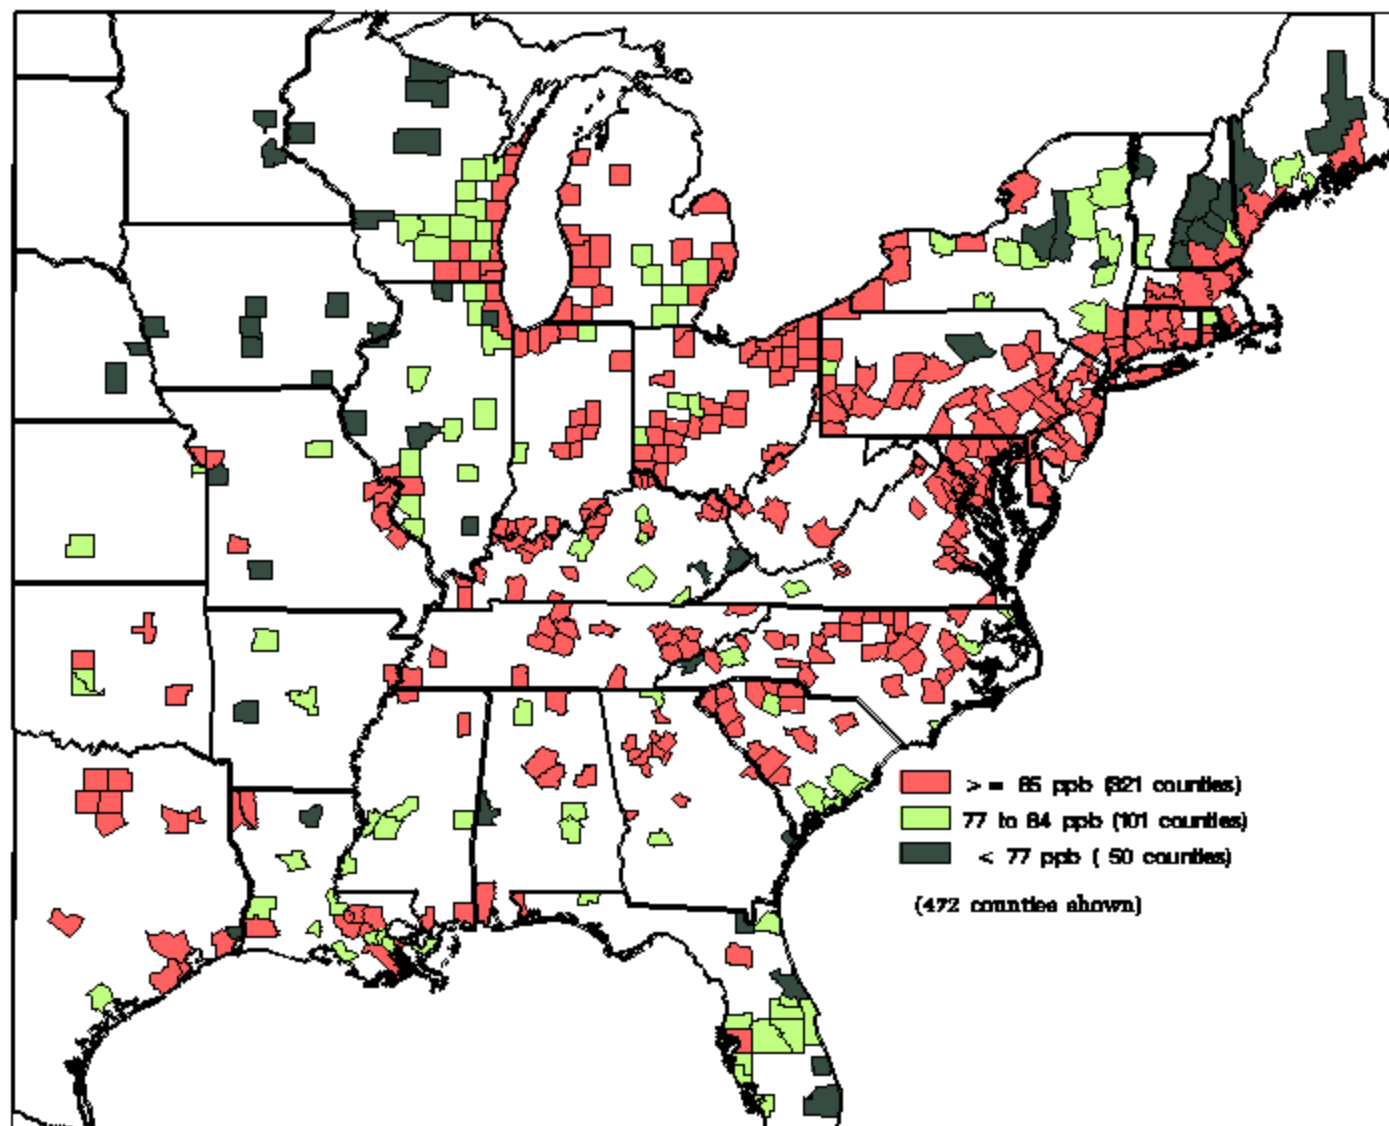 > = 85 ppb (321 counties)
77 to 84 ppb (101 counties)
< 77 ppb ( 50 counties)
(472 counties shown)